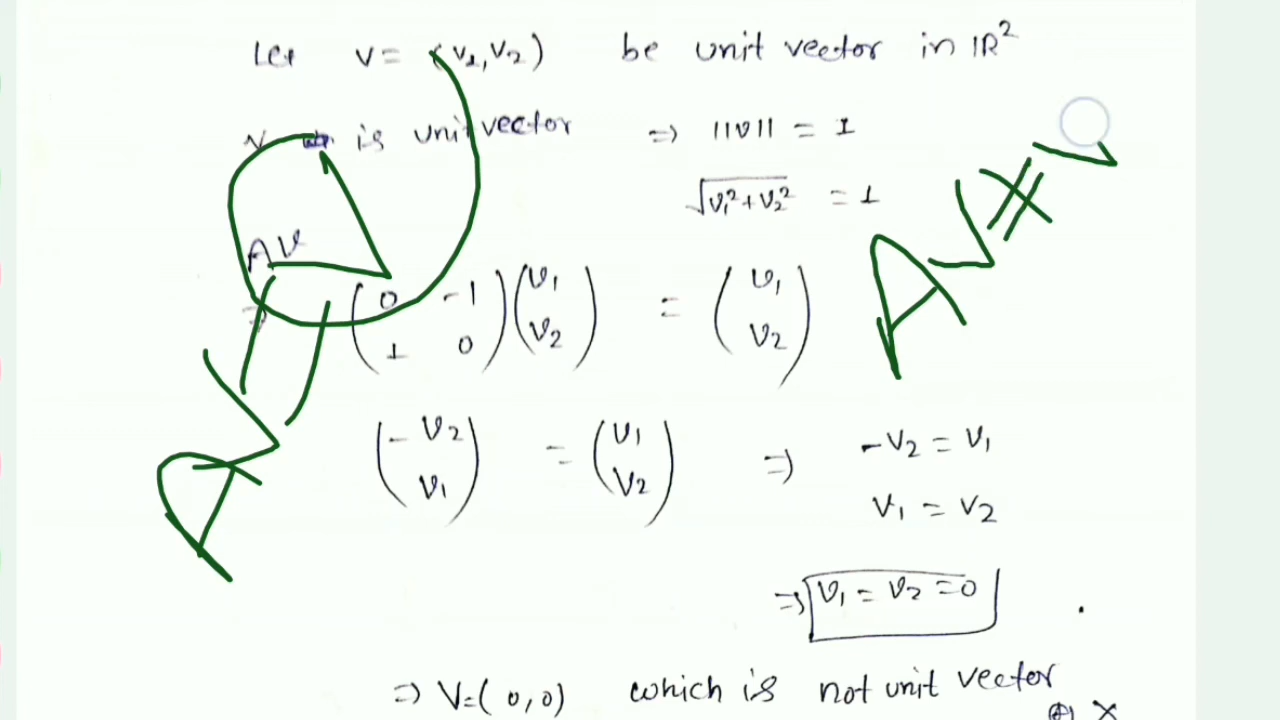 Let v = (v₁, v₂) be unit vector in ℝ²
v is unit vector ⇒ ||v|| = 1
√(v₁² + v₂²) = 1
Av
⇒ (0 -1; 1 0)(v₁; v₂) = (v₁; v₂)
AV ≠ V
(-v₂; v₁) = (v₁; v₂) ⇒ -v₂ = v₁
v₁ = v₂
AV
⇒ v₁ = v₂ = 0
⇒ v = (0, 0) which is not unit vector